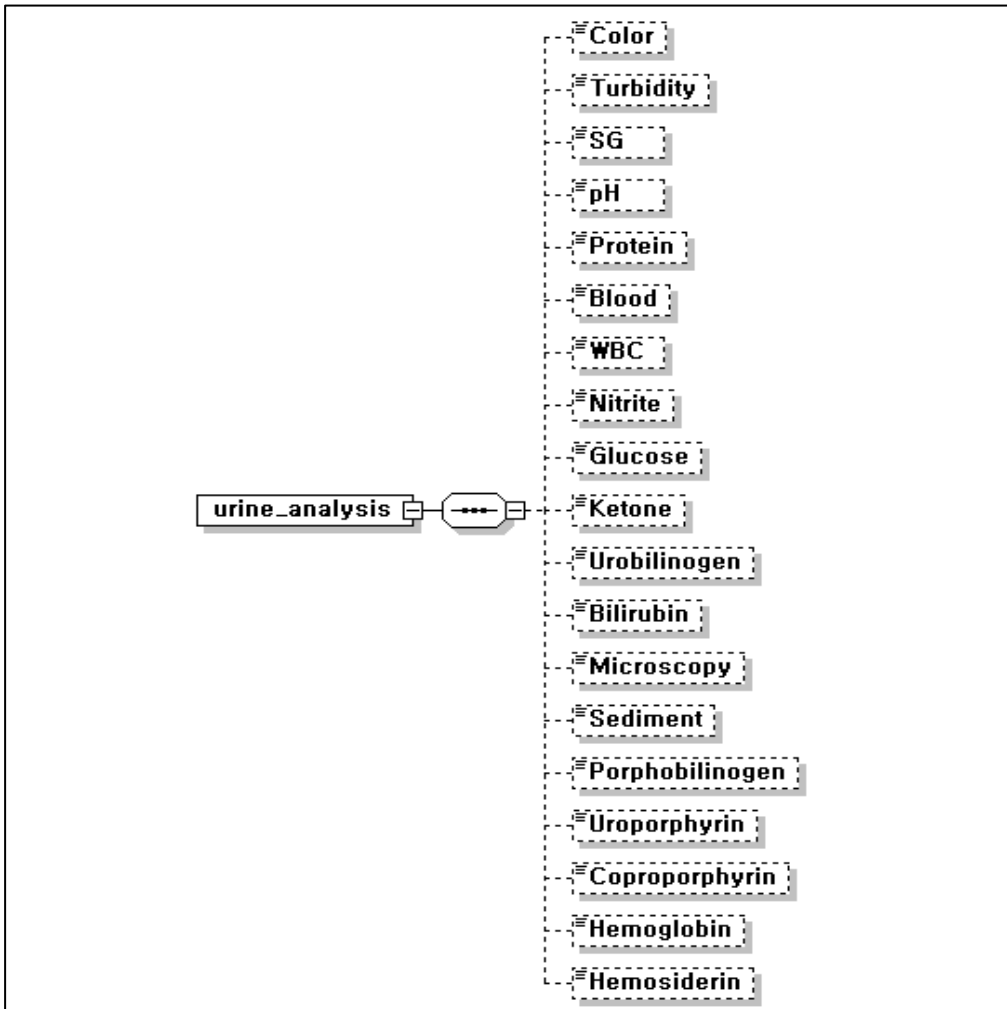 Color
Turbidity
SG
pH
Protein
Blood
WBC
Nitrite
Glucose
urine_analysis
Ketone
Urobilinogen
Bilirubin
Microscopy
Sediment
Porphobilinogen
Uroporphyrin
Coproporphyrin
Hemoglobin
Hemosiderin